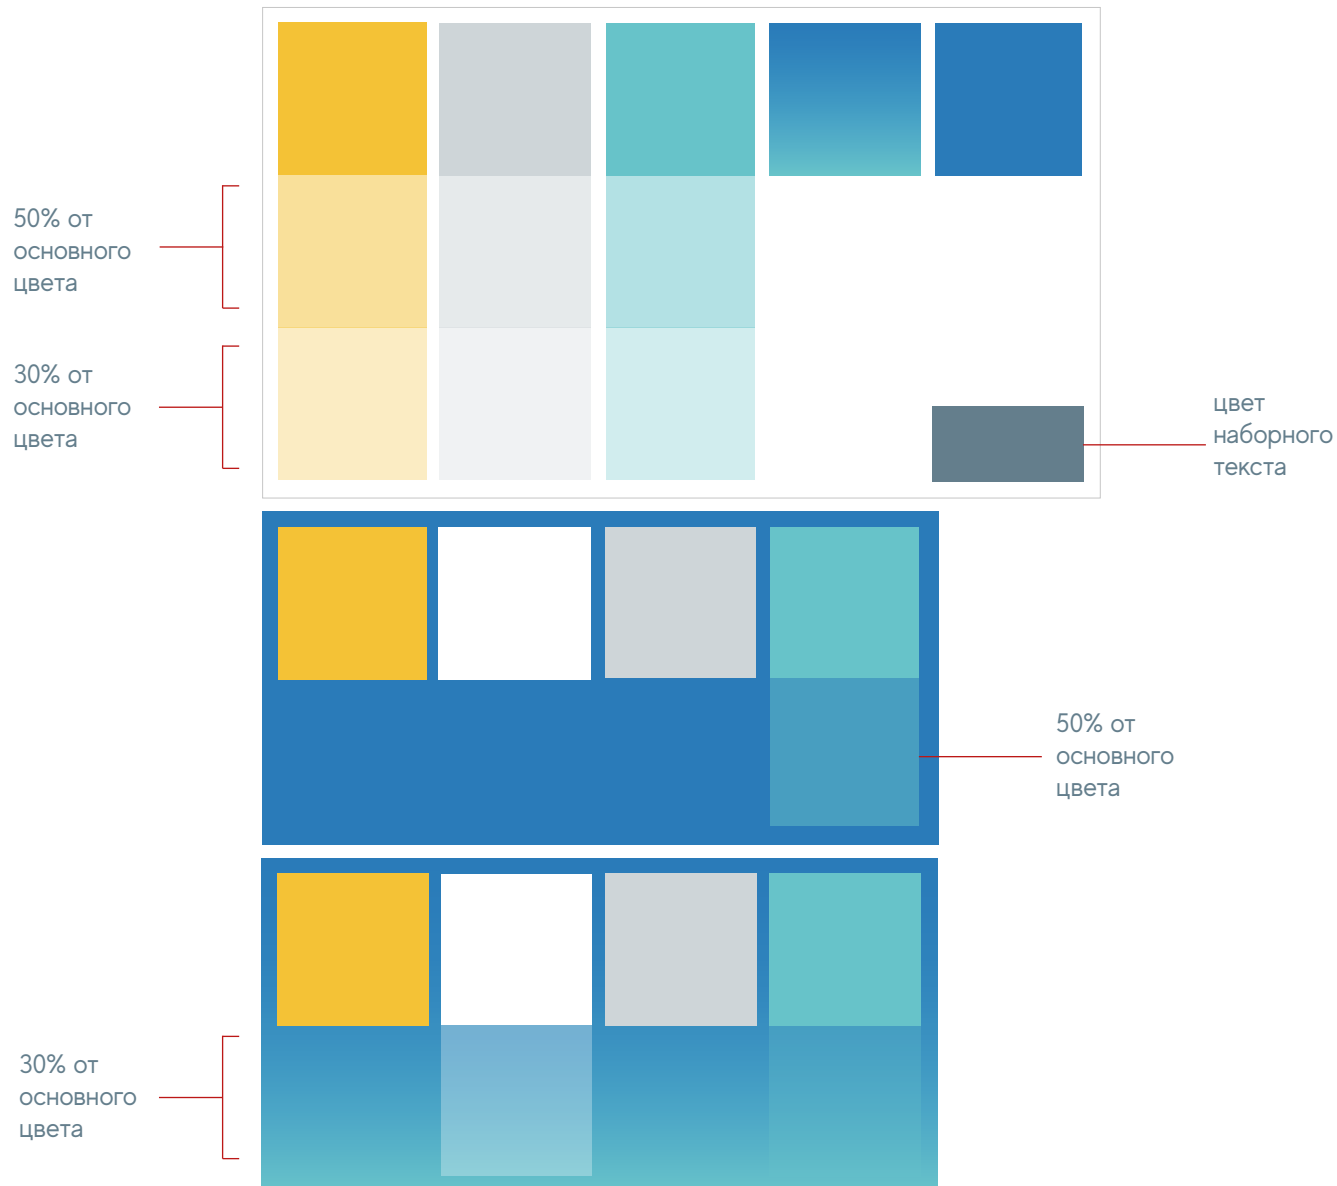 50% от
основного
цвета
30% от
основного
цвета
цвет
наборного
текста
50% от
основного
цвета
30% от
основного
цвета